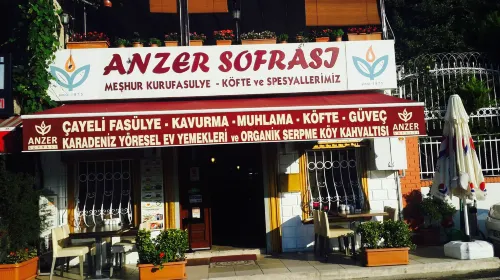 ANZER SOFRASI
MEŞHUR KURUFASULYE - KÖFTE ve SPESYALLERİMİZ
ÇAYELİ FASÜLYE - KAVURMA - MUHLAMA - KÖFTE - GÜVEÇ
KARADENİZ YÖRESEL EV YEMEKLERİ ve ORGANİK SERPME KÖY KAHVALTISI
ANZER
ANZER